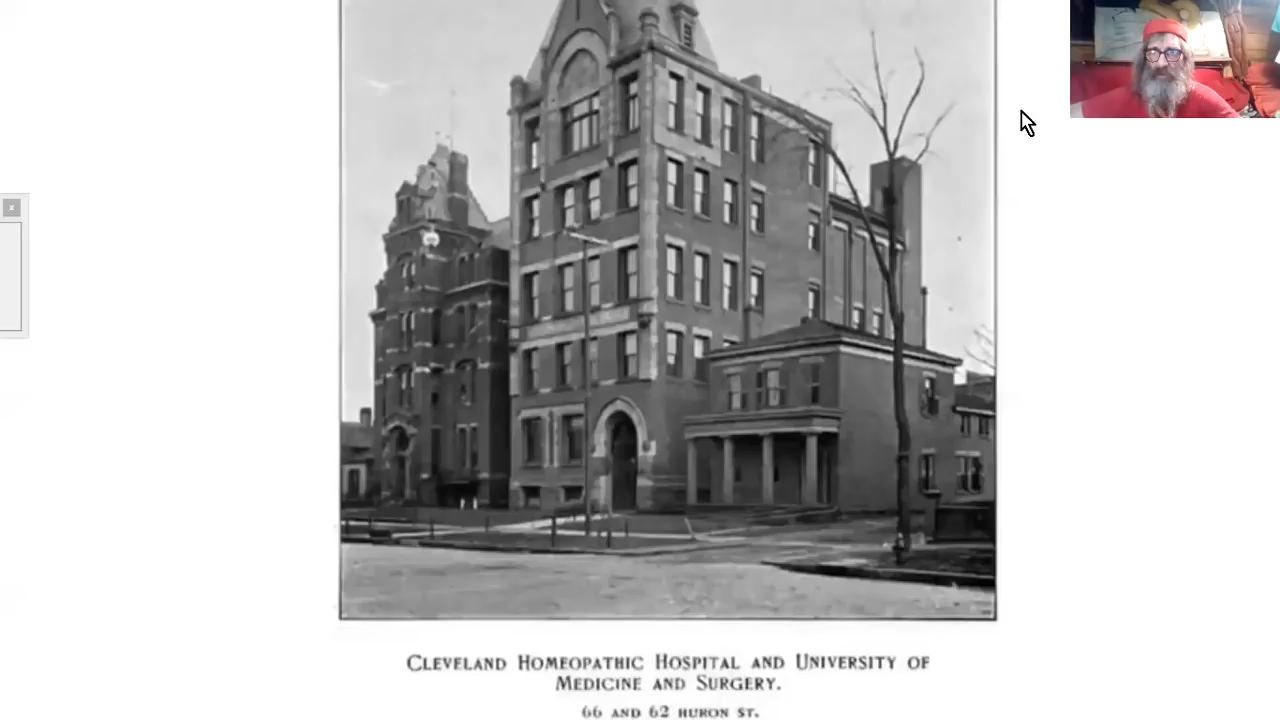 Cleveland Homeopathic Hospital and University of
Medicine and Surgery.
66 and 62 Huron St.